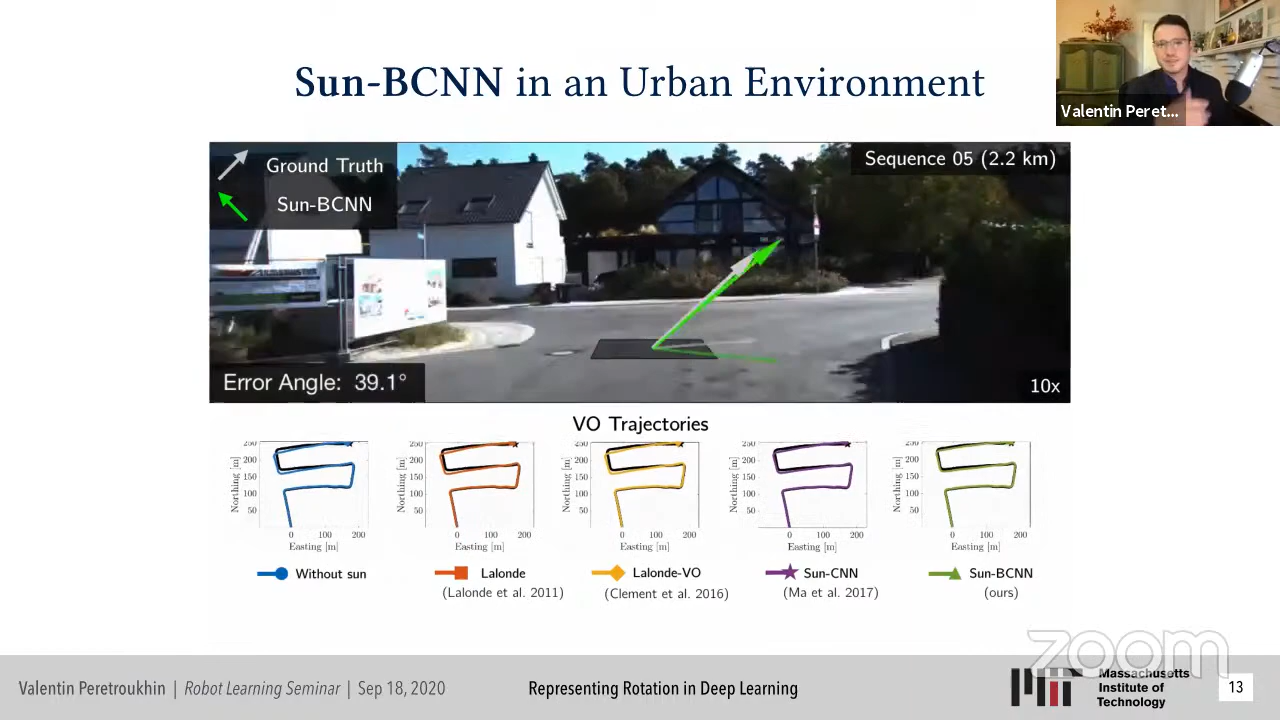 Sun-BCNN in an Urban Environment
Valentin Peret...
Ground Truth
Sun-BCNN
Sequence 05 (2.2 km)
Error Angle: 39.1°
10x
VO Trajectories
Northing [m]
250
200
150
100
50
0 100 200
Easting [m]
Northing [m]
250
200
150
100
50
0 100 200
Easting [m]
Northing [m]
250
200
150
100
50
0 100 200
Easting [m]
Northing [m]
250
200
150
100
50
0 100 200
Easting [m]
Northing [m]
250
200
150
100
50
0 100 200
Easting [m]
Without sun
Lalonde
(Lalonde et al. 2011)
Lalonde-VO
(Clement et al. 2016)
Sun-CNN
(Ma et al. 2017)
Sun-BCNN
(ours)
zoom
Valentin Peretroukhin | Robot Learning Seminar | Sep 18, 2020
Representing Rotation in Deep Learning
Massachusetts
Institute of
Technology
13